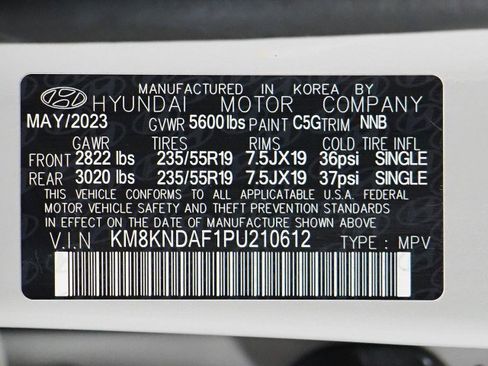 MANUFACTURED IN KOREA BY
HYUNDAI MOTOR COMPANY
MAY/2023 GVWR 5600lbs PAINT C5G TRIM NNB
GAWR TIRES RIMS COLD TIRE INFL
FRONT 2822 lbs 235/55R19 7.5JX19 36psi SINGLE
REAR 3020 lbs 235/55R19 7.5JX19 37psi SINGLE
THIS VEHICLE CONFORMS TO ALL APPLICATABLE U.S.A. FEDERAL
MOTOR VEHICLE SAFETY AND THEFT PREVENTION STANDARDS
IN EFFECT ON THE DATE OF MANUFACTURE SHOWN ABOVE.
V.I.N KM8KNDAF1PU210612 TYPE : MPV